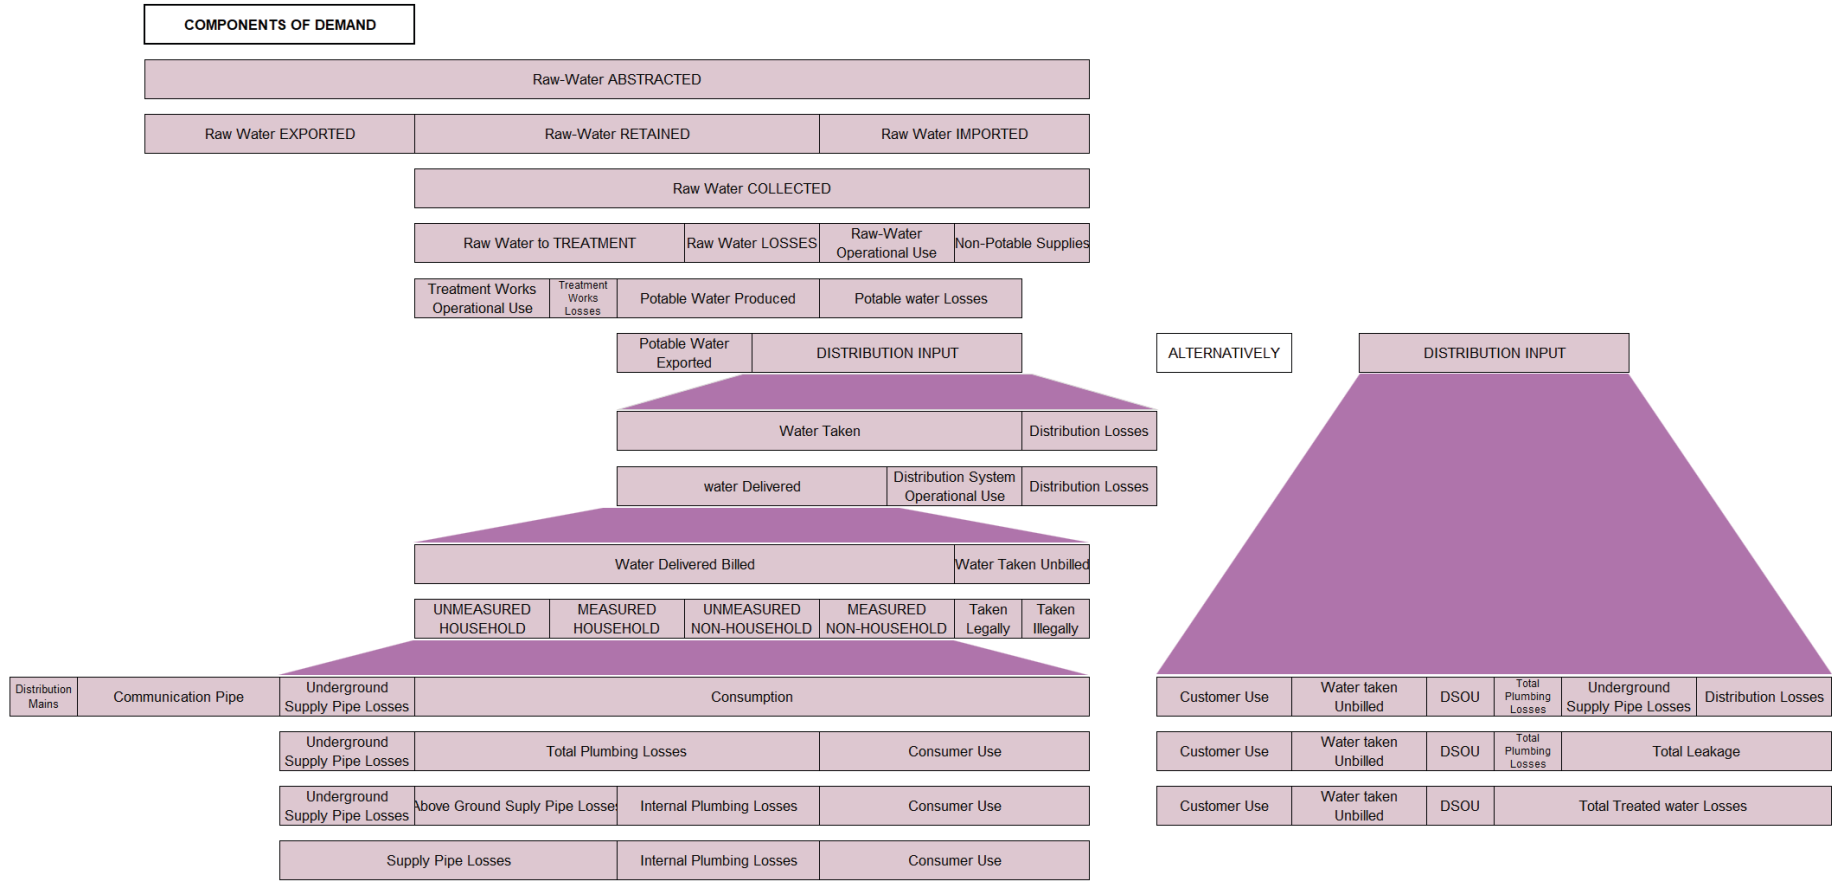 COMPONENTS OF DEMAND
Raw-Water ABSTRACTED
Raw Water EXPORTED
Raw-Water RETAINED
Raw Water IMPORTED
Raw Water COLLECTED
Raw Water to TREATMENT
Raw Water LOSSES
Raw-Water
Operational Use
Non-Potable Supplies
Treatment Works
Operational Use
Treatment
Works
Losses
Potable Water Produced
Potable water Losses
Potable Water
Exported
DISTRIBUTION INPUT
ALTERNATIVELY
DISTRIBUTION INPUT
Water Taken
Distribution Losses
water Delivered
Distribution System
Operational Use
Distribution Losses
Water Delivered Billed
Water Taken Unbilled
UNMEASURED
HOUSEHOLD
MEASURED
HOUSEHOLD
UNMEASURED
NON-HOUSEHOLD
MEASURED
NON-HOUSEHOLD
Taken
Legally
Taken
Illegally
Distribution
Mains
Communication Pipe
Underground
Supply Pipe Losses
Consumption
Customer Use
Water taken
Unbilled
DSOU
Total
Plumbing
Losses
Underground
Supply Pipe Losses
Distribution Losses
Underground
Supply Pipe Losses
Total Plumbing Losses
Consumer Use
Customer Use
Water taken
Unbilled
DSOU
Total
Plumbing
Losses
Total Leakage
Underground
Supply Pipe Losses
Above Ground Suply Pipe Losses
Internal Plumbing Losses
Consumer Use
Customer Use
Water taken
Unbilled
DSOU
Total Treated water Losses
Supply Pipe Losses
Internal Plumbing Losses
Consumer Use